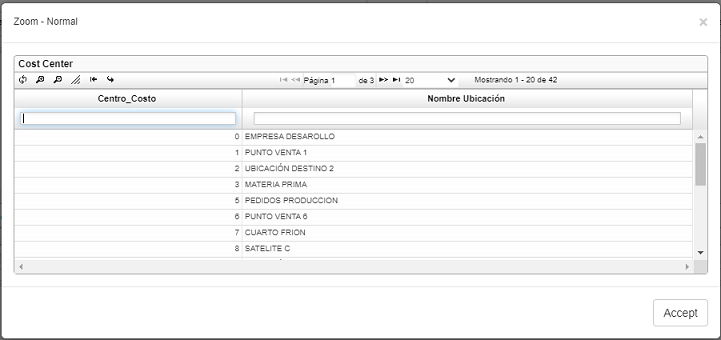 Zoom - Normal ×
Cost Center
Página 1 de 3 20 Mostrando 1 - 20 de 42
Centro_Costo Nombre Ubicación
0 EMPRESA DESAROLLO
1 PUNTO VENTA 1
2 UBICACIÓN DESTINO 2
3 MATERIA PRIMA
5 PEDIDOS PRODUCCION
6 PUNTO VENTA 6
7 CUARTO FRION
8 SATELITE C
Accept